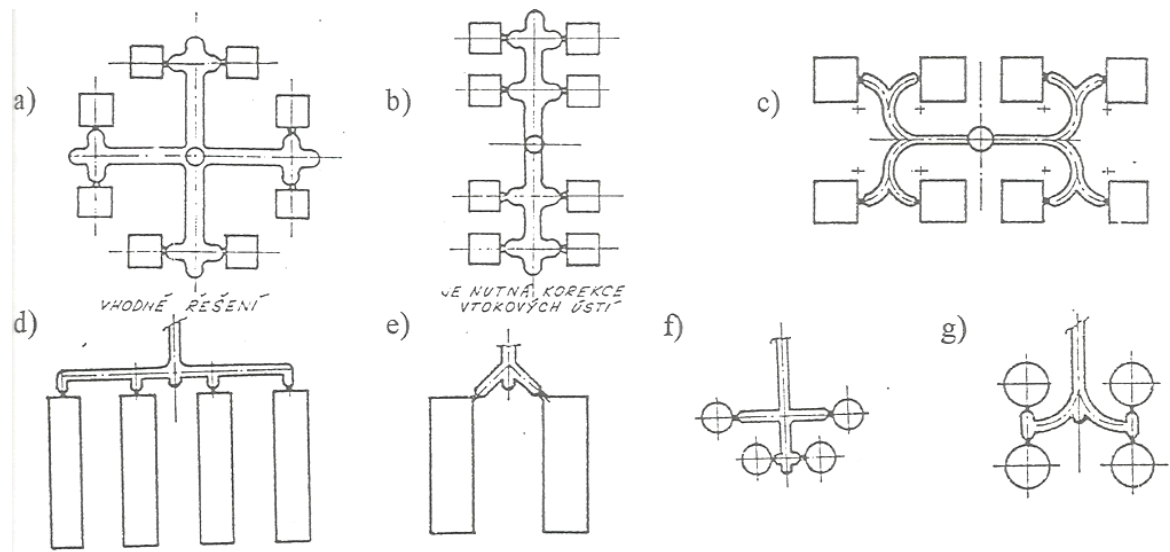 a)
b)
c)
VHODNÉ ŘEŠENÍ
JE NUTNÁ KOREKCE
VTOKOVÝCH ÚSTÍ
d)
e)
f)
g)